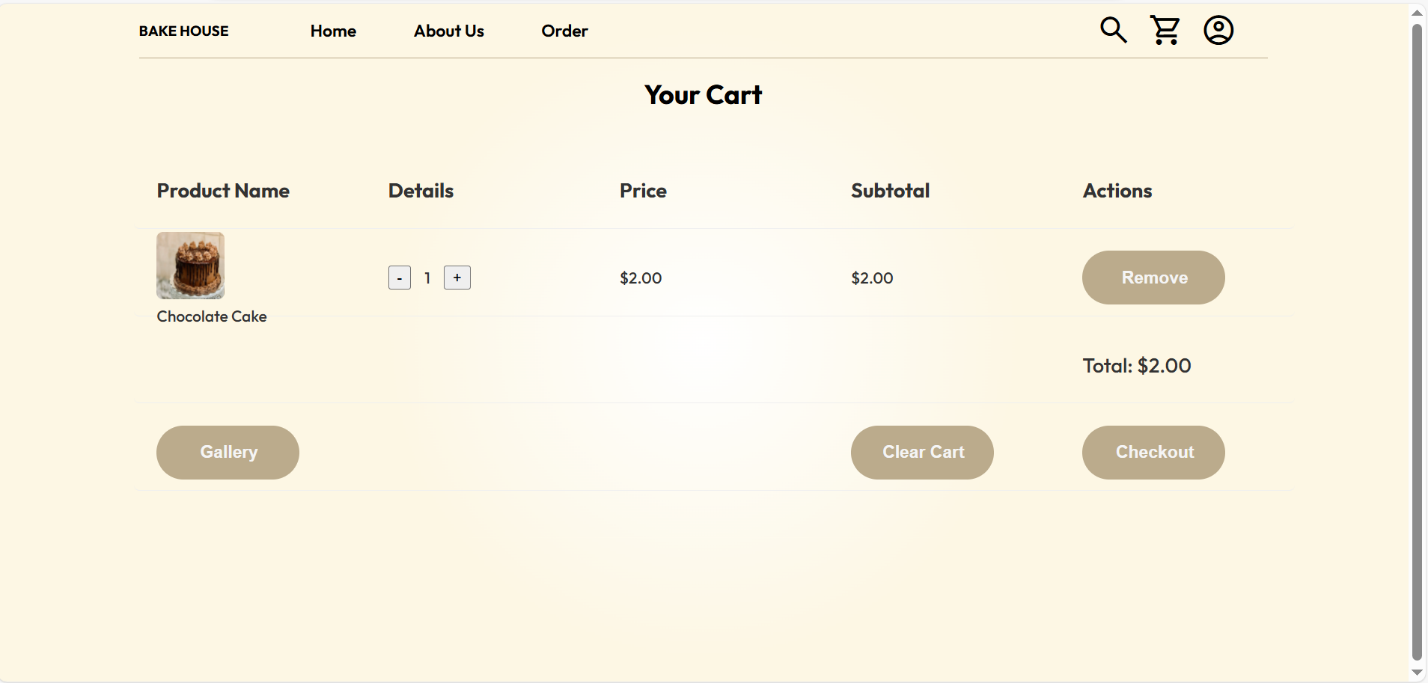 BAKE HOUSE Home About Us Order
Your Cart
Product Name Details Price Subtotal Actions
- 1 + $2.00 $2.00 Remove
Chocolate Cake
Total: $2.00
Gallery Clear Cart Checkout